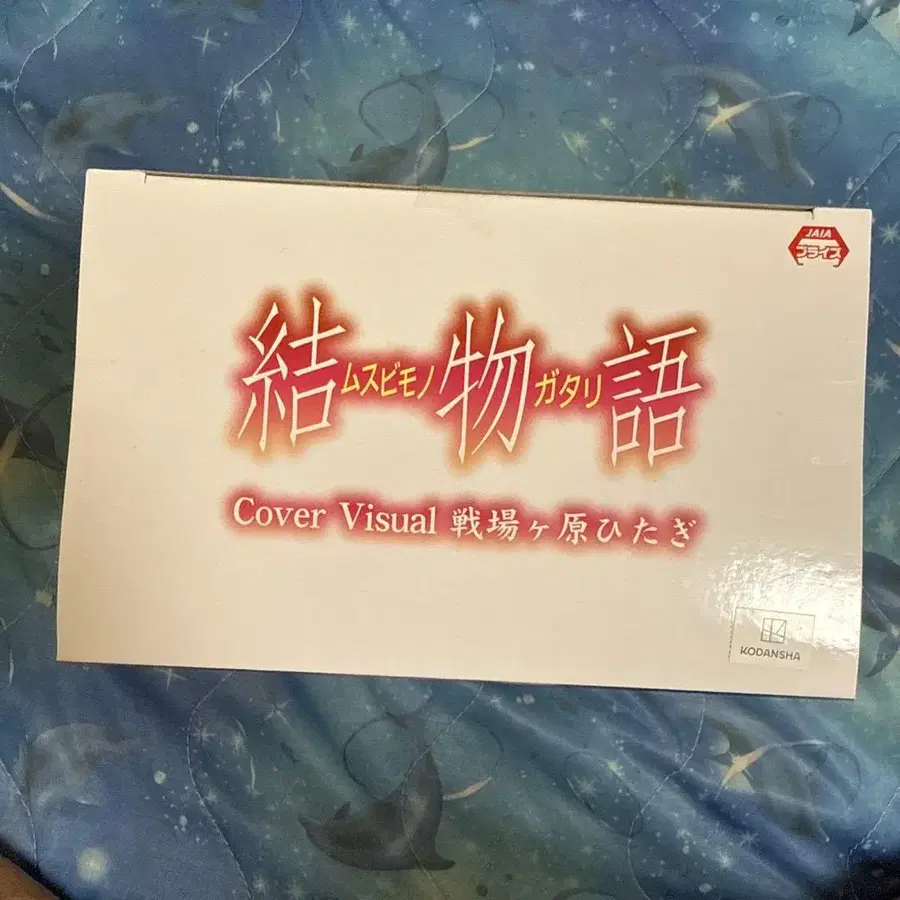 JAIA
プライズ
結物語
ムスビモノガタリ
Cover Visual 戦場ヶ原ひたぎ
KODANSHA